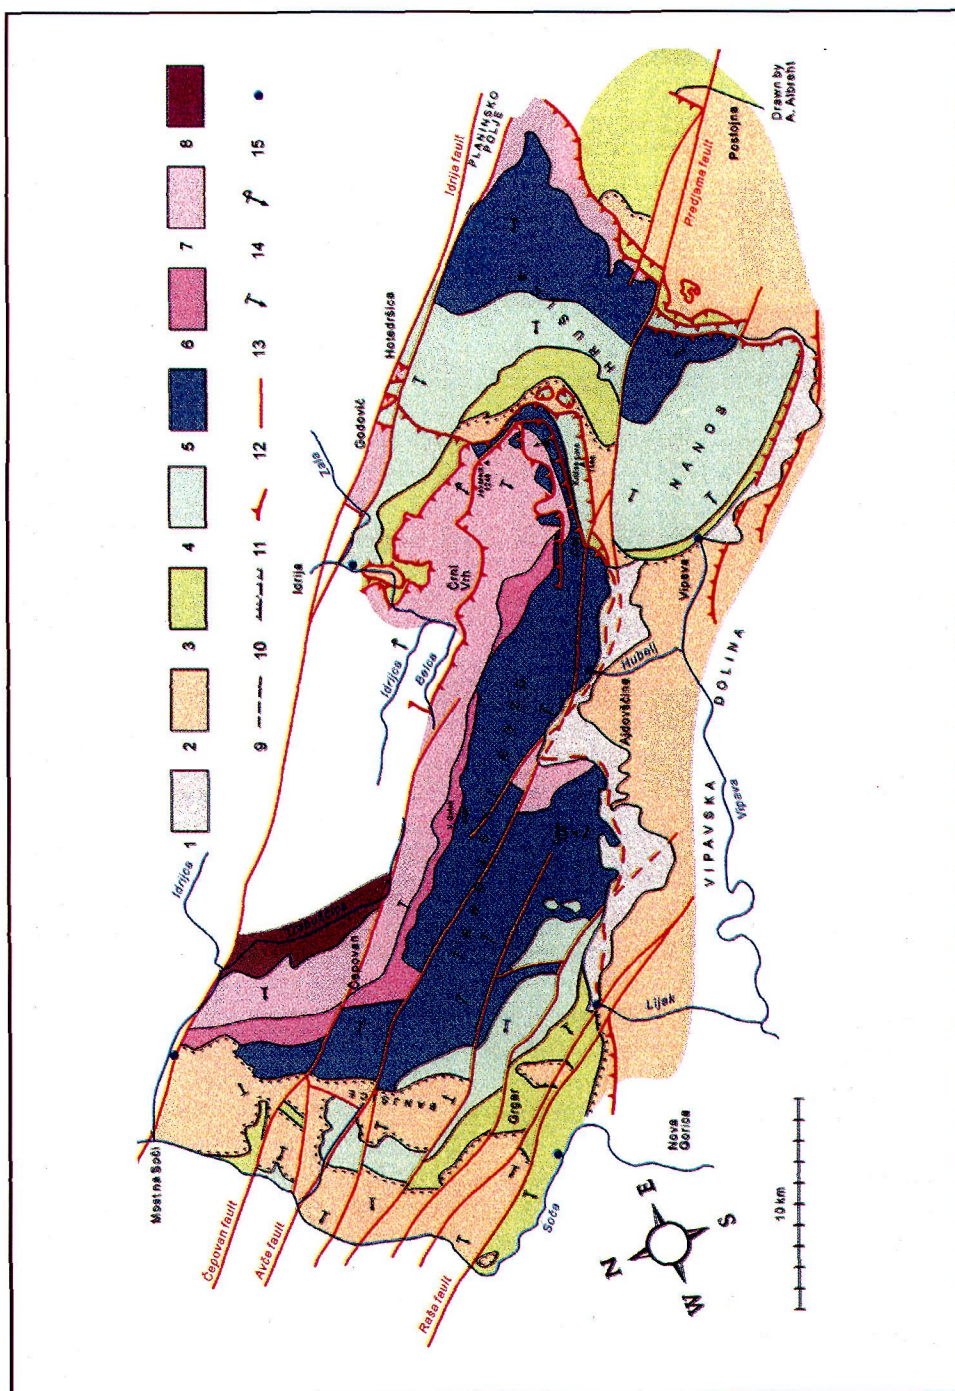 1
2
3
4
5
6
7
8
9
10
11
12
13
14
15
Most na Soči
Idrijca
Čepovan fault
Avče fault
Raša fault
Čepovan
Grgar
Soča
Nova
Gorica
Lijak
Idrija
Zala
Godovič
Hotedršica
Idrija fault
PLANINSKO
POLJE
Idrijca
Belca
Črni
Vrh
HRUŠICA
NANOS
Predjama fault
Postojna
Drawn by
A. Albreht
Vipava
Hubelj
Ajdovščina
VIPAVSKA
DOLINA
Vipava
N
E
S
W
10 km